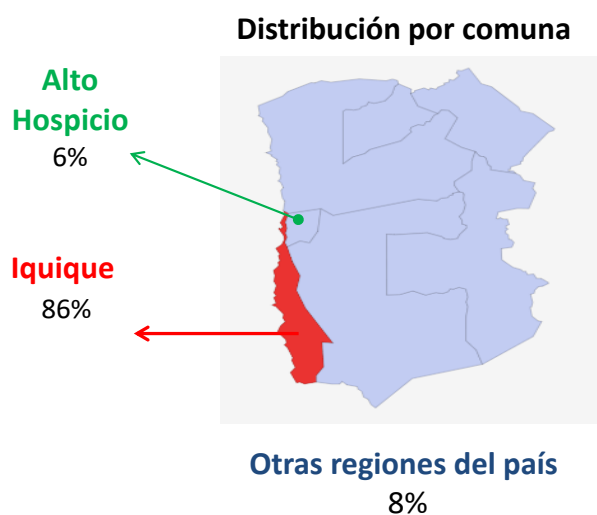 Distribución por comuna
Alto
Hospicio
6%
Iquique
86%
Otras regiones del país
8%